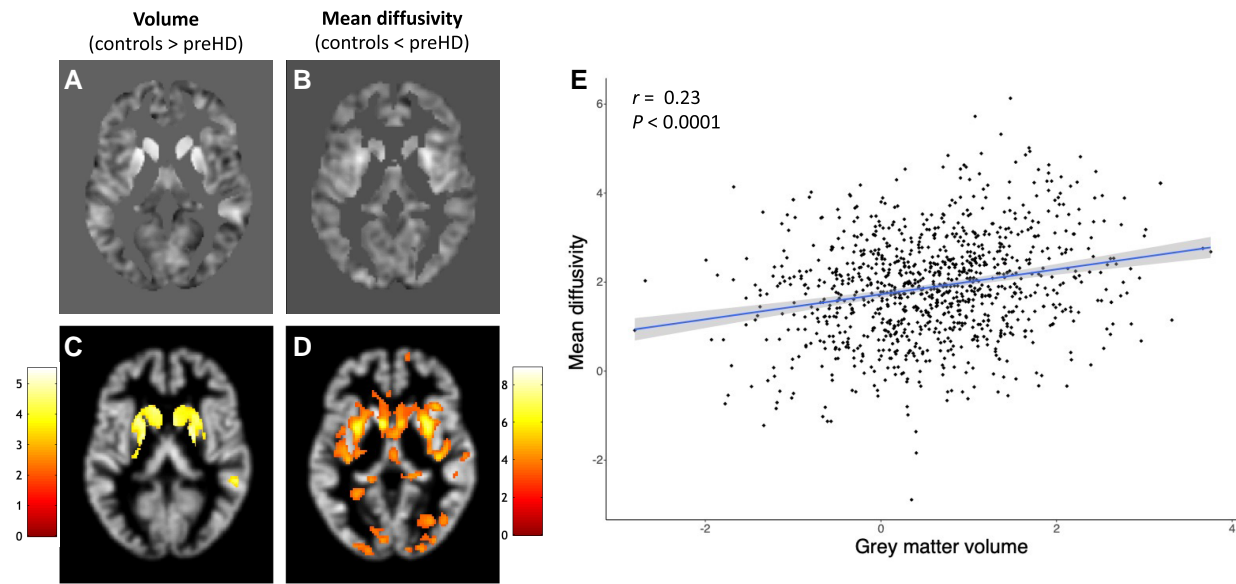 Volume
(controls > preHD)
Mean diffusivity
(controls < preHD)
A
B
C
5
4
3
2
1
0
D
8
6
4
2
0
E
r = 0.23
P < 0.0001
Mean diffusivity
6
4
2
0
-2
-2
0
2
4
Grey matter volume